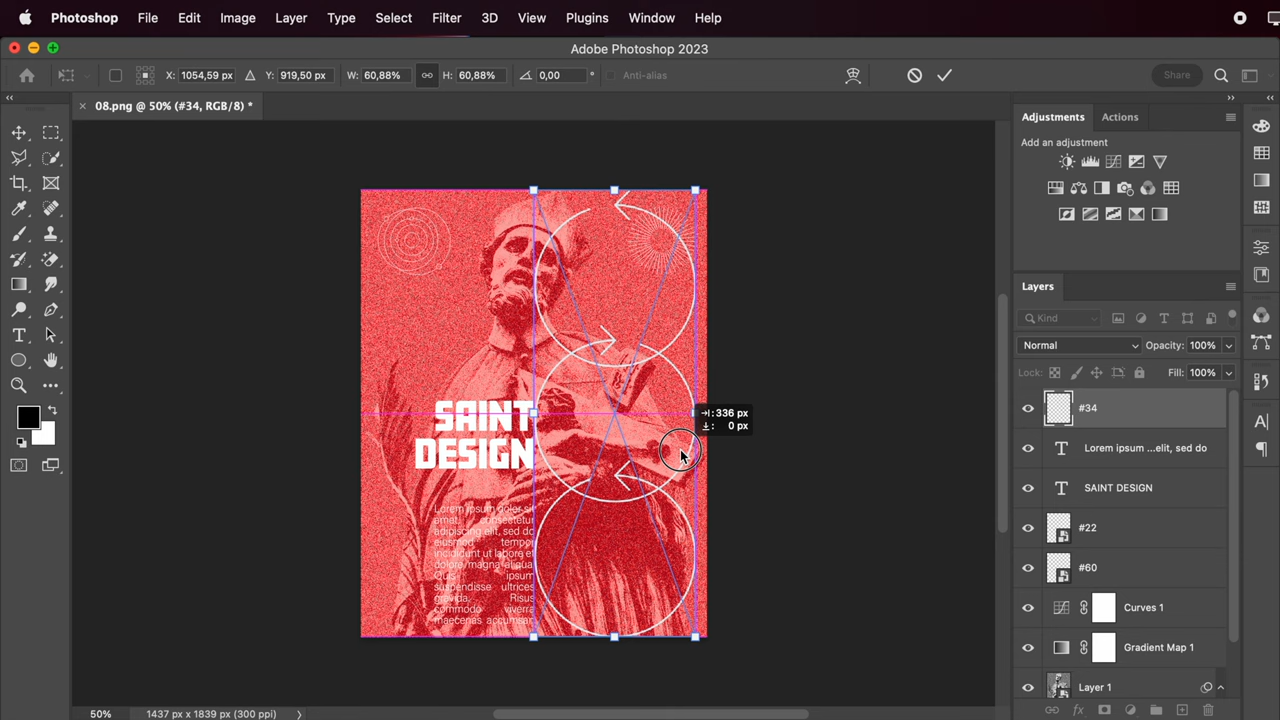 Photoshop File Edit Image Layer Type Select Filter 3D View Plugins Window Help
Adobe Photoshop 2023
X: 1054,59 px Y: 919,50 px W: 60,88% H: 60,88% 0,00 ° Anti-alias Share
08.png @ 50% (#34, RGB/8) *
Adjustments Actions
Add an adjustment
Layers
Kind
Normal Opacity: 100%
Lock: Fill: 100%
#34
Lorem ipsum ...elit, sed do
SAINT DESIGN
#22
#60
Curves 1
Gradient Map 1
Layer 1
336 px
0 px
SAINT
DESIGN
Lorem ipsum dolor sit
amet, consectetur
adipiscing elit, sed do
eiusmod tempor
incididunt ut labore et
dolore magna aliqua.
Quis ipsum
suspendisse ultrices
gravida. Risus
commodo viverra
maecenas accumsan
50% 1437 px x 1839 px (300 ppi)